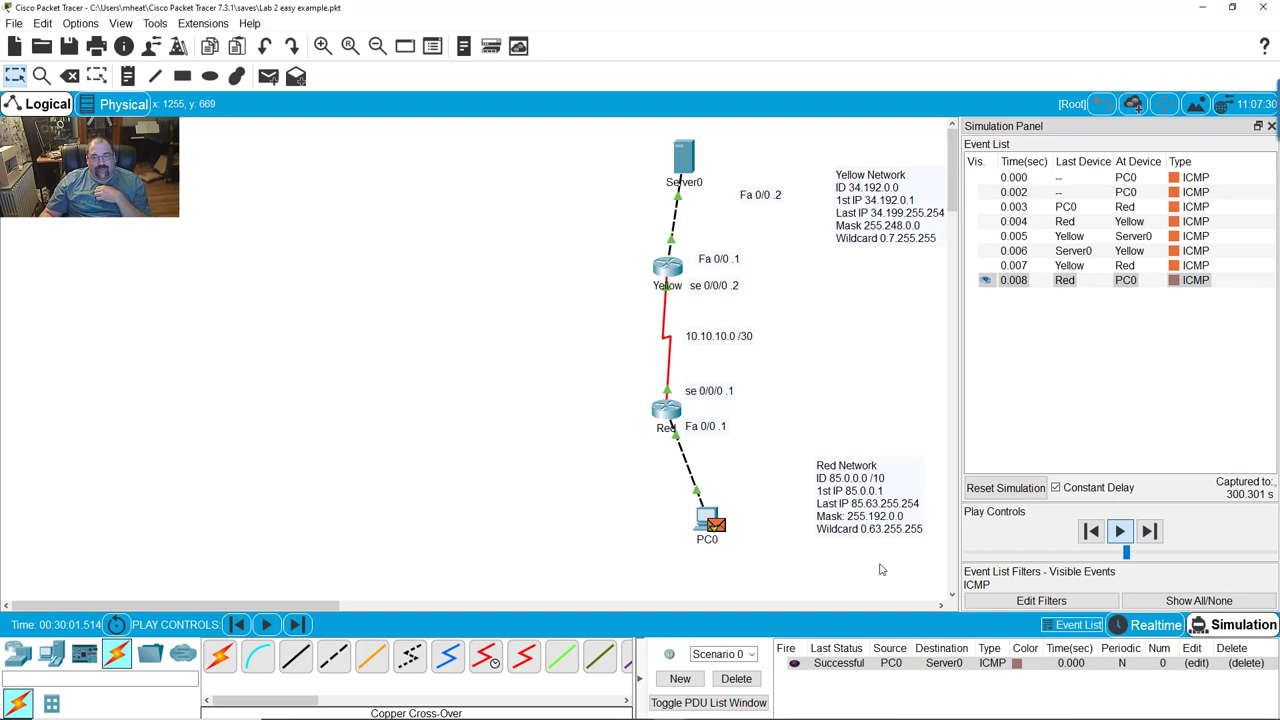 Cisco Packet Tracer - C:\Users\mheat\Cisco Packet Tracer 7.3.1\saves\Lab 2 easy example.pkt
File Edit Options View Tools Extensions Help
?
Logical Physical x: 1255, y: 669
[Root] 11:07:30
Server0
Fa 0/0 .2
Yellow Network
ID 34.192.0.0
1st IP 34.192.0.1
Last IP 34.199.255.254
Mask 255.248.0.0
Wildcard 0.7.255.255
Fa 0/0 .1
Yellow se 0/0/0 .2
10.10.10.0 /30
se 0/0/0 .1
Red Fa 0/0 .1
Red Network
ID 85.0.0.0 /10
1st IP 85.0.0.1
Last IP 85.63.255.254
Mask: 255.192.0.0
Wildcard 0.63.255.255
PC0
Simulation Panel
Event List
Vis. Time(sec) Last Device At Device Type
0.000 -- PC0 ICMP
0.002 -- PC0 ICMP
0.003 PC0 Red ICMP
0.004 Red Yellow ICMP
0.005 Yellow Server0 ICMP
0.006 Server0 Yellow ICMP
0.007 Yellow Red ICMP
0.008 Red PC0 ICMP
Reset Simulation Constant Delay Captured to:
300.301 s
Play Controls
Event List Filters - Visible Events
ICMP
Edit Filters Show All/None
Time: 00:30:01.514 PLAY CONTROLS: Event List Realtime Simulation
Scenario 0
New Delete
Toggle PDU List Window
Fire Last Status Source Destination Type Color Time(sec) Periodic Num Edit Delete
Successful PC0 Server0 ICMP 0.000 N 0 (edit) (delete)
Copper Cross-Over